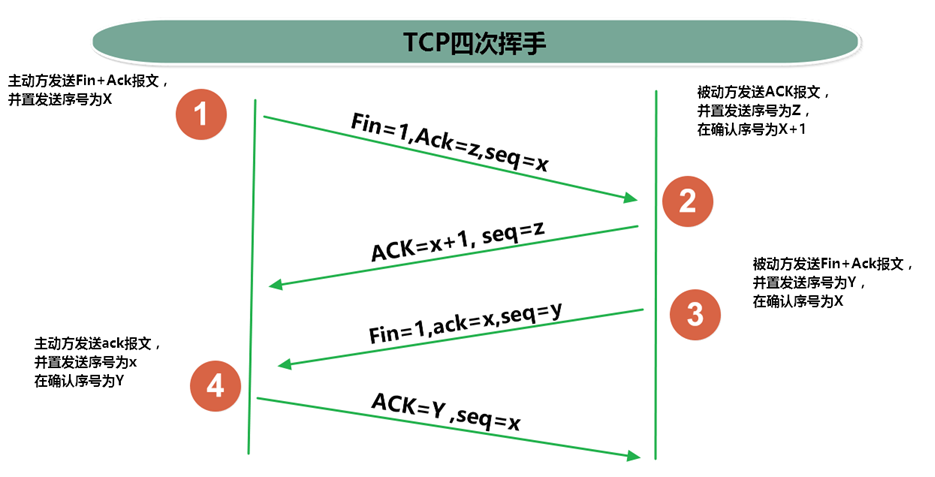 TCP四次挥手
主动方发送Fin+Ack报文，
并置发送序号为X
1
Fin=1,Ack=z,seq=x
被动方发送ACK报文，
并置发送序号为Z，
在确认序号为X+1
2
ACK=x+1, seq=z
被动方发送Fin+Ack报文，
并置发送序号为Y，
在确认序号为X
3
Fin=1,ack=x,seq=y
主动方发送ack报文，
并置发送序号为x
在确认序号为Y
4
ACK=Y ,seq=x